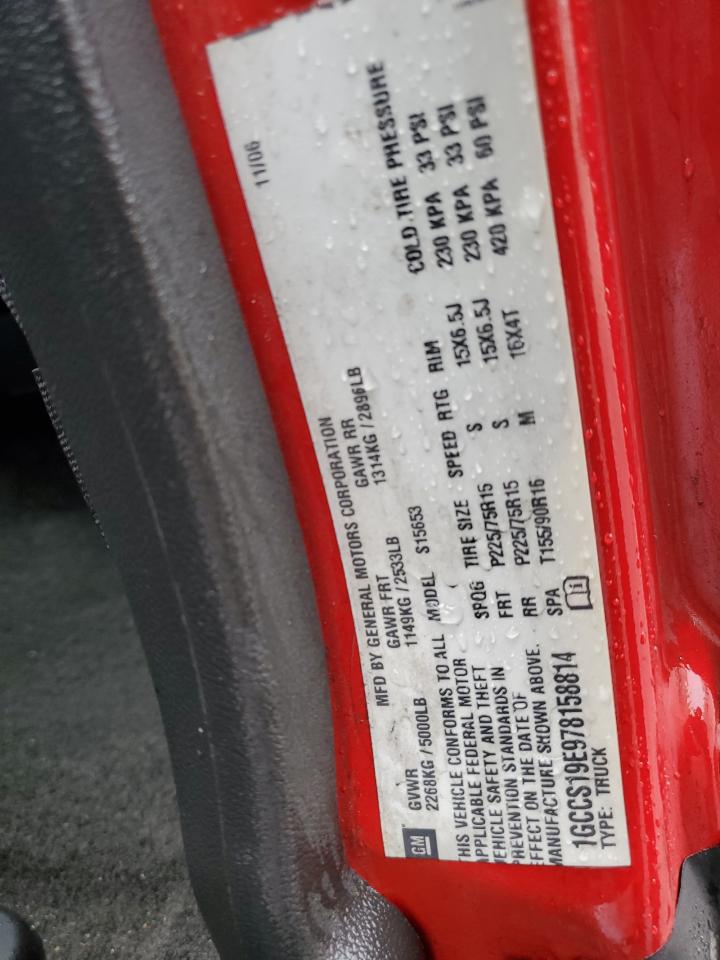 11/06
MFD BY GENERAL MOTORS CORPORATION
GVWR GAWR FRT GAWR RR
2268KG/5000LB 1149KG/2533LB 1314KG/2896LB
GM
THIS VEHICLE CONFORMS TO ALL
APPLICABLE FEDERAL MOTOR
VEHICLE SAFETY AND THEFT
PREVENTION STANDARDS IN
EFFECT ON THE DATE OF
MANUFACTURE SHOWN ABOVE.
1GCCS19E978158814
TYPE: TRUCK
MODEL S15653
SPQG TIRE SIZE SPEED RTG RIM COLD TIRE PRESSURE
FRT P225/75R15 S 15X6.5J 230 KPA 33 PSI
RR P225/75R15 S 15X6.5J 230 KPA 33 PSI
SPA T155/90R16 M 16X4T 420 KPA 60 PSI